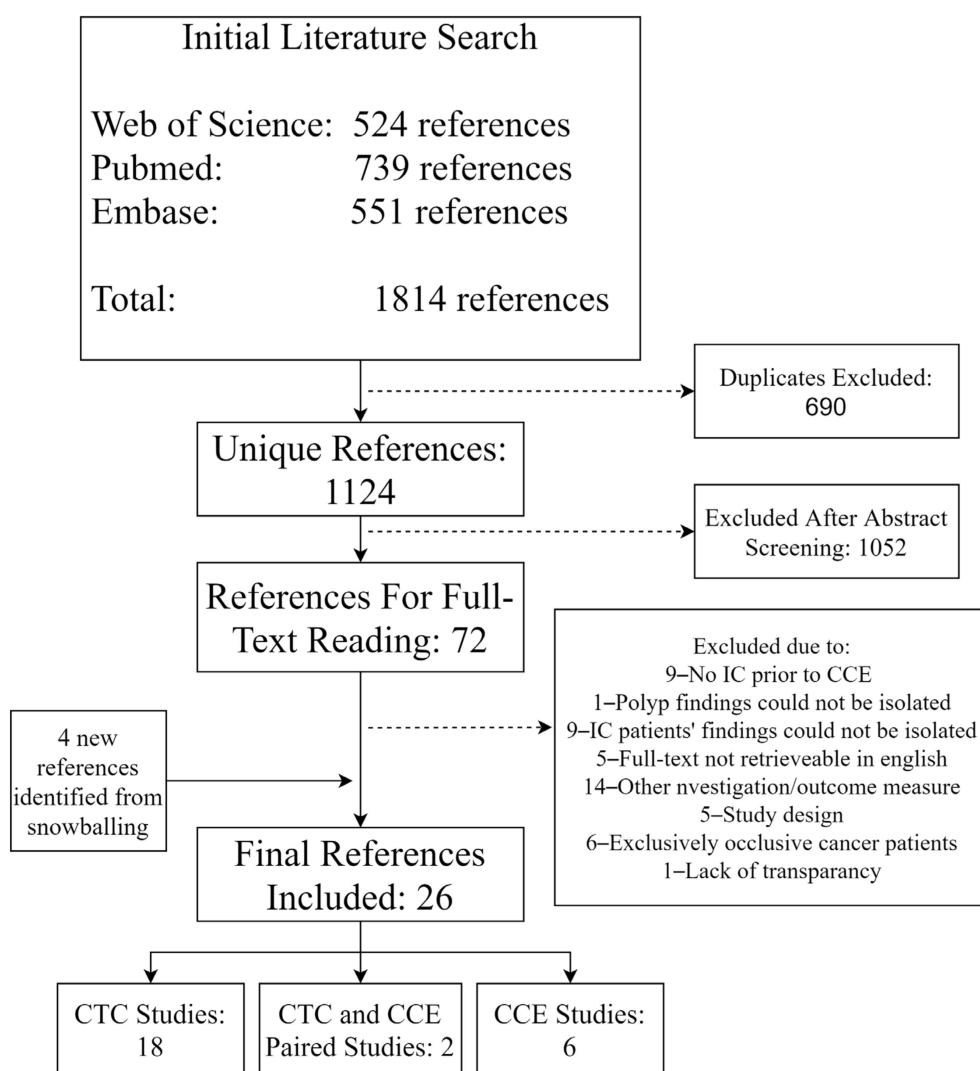 Initial Literature Search
Web of Science: 524 references
Pubmed: 739 references
Embase: 551 references
Total: 1814 references
Duplicates Excluded:
690
Unique References:
1124
Excluded After Abstract
Screening: 1052
References For Full-
Text Reading: 72
Excluded due to:
9–No IC prior to CCE
1–Polyp findings could not be isolated
9–IC patients' findings could not be isolated
5–Full-text not retrieveable in english
14–Other nvestigation/outcome measure
5–Study design
6–Exclusively occlusive cancer patients
1–Lack of transparancy
4 new
references
identified from
snowballing
Final References
Included: 26
CTC Studies:
18
CTC and CCE
Paired Studies: 2
CCE Studies:
6